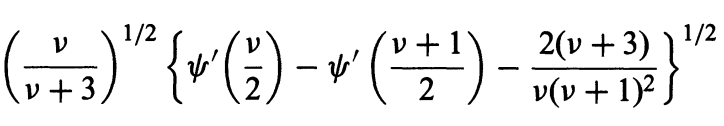 (ν/(ν + 3))^{1/2} {ψ′(ν/2) − ψ′((ν + 1)/2) − 2(ν + 3)/(ν(ν + 1)²)}^{1/2}